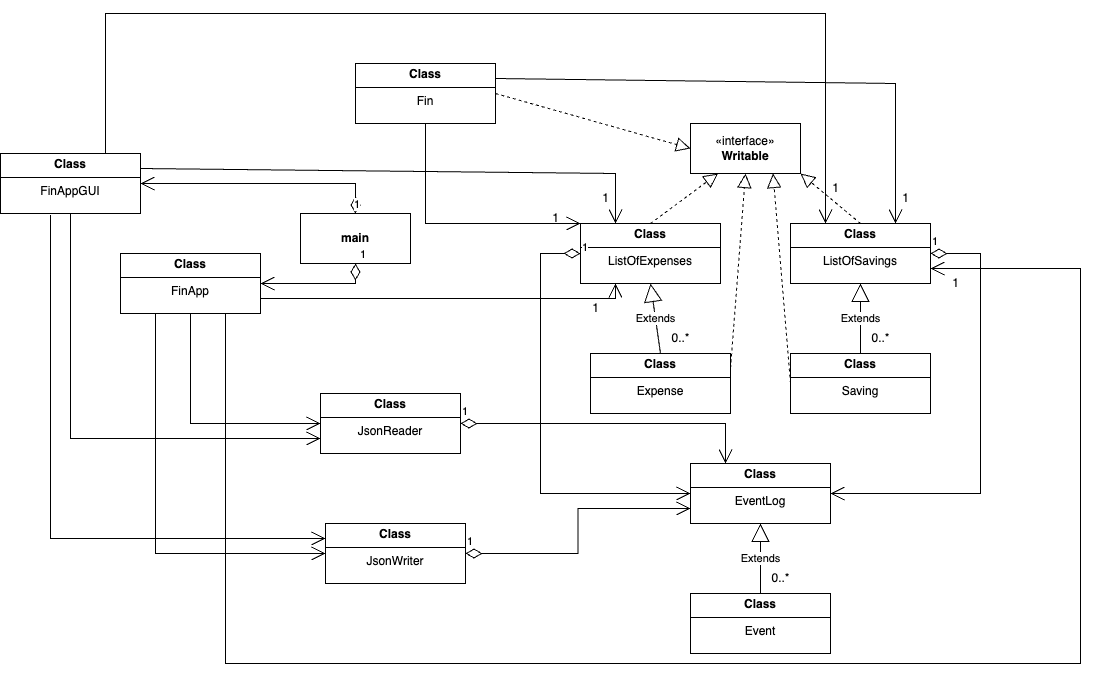 Class
Fin
«interface»
Writable
Class
FinAppGUI
1
1
1
1
1
main
1
Class
ListOfExpenses
1
Class
ListOfSavings
1
1
Class
FinApp
1
Extends
0..*
Extends
0..*
Class
Expense
Class
Saving
Class
JsonReader
1
Class
EventLog
Class
JsonWriter
1
Extends
0..*
Class
Event